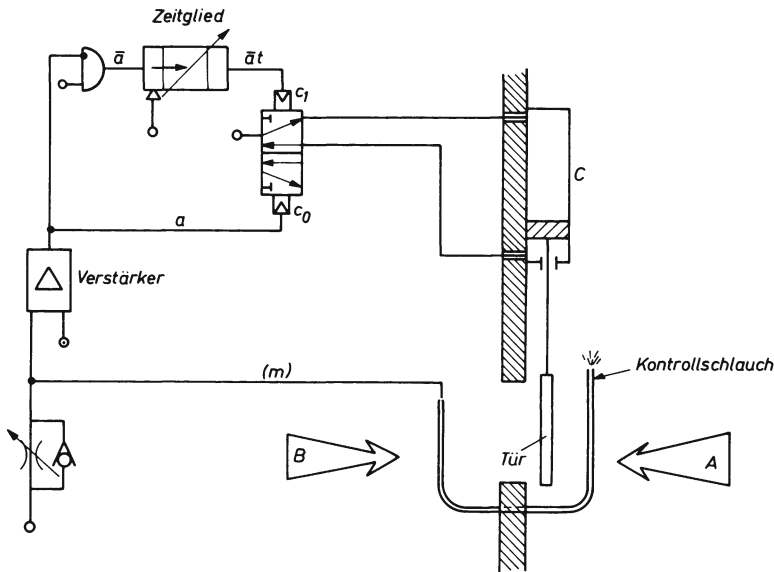 Zeitglied
ā
āt
c1
C
c0
a
Verstärker
(m)
Kontrollschlauch
B
Tür
A